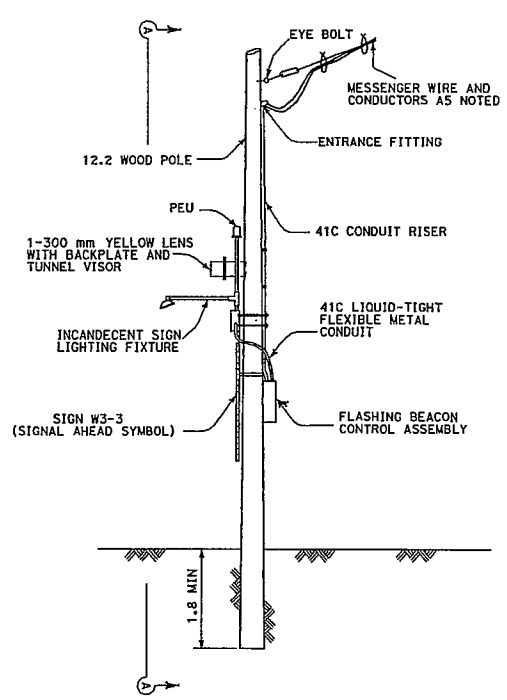 A
EYE BOLT
MESSENGER WIRE AND
CONDUCTORS AS NOTED
ENTRANCE FITTING
12.2 WOOD POLE
PEU
41C CONDUIT RISER
1-300 mm YELLOW LENS
WITH BACKPLATE AND
TUNNEL VISOR
41C LIQUID-TIGHT
FLEXIBLE METAL
CONDUIT
INCANDECENT SIGN
LIGHTING FIXTURE
SIGN W3-3
(SIGNAL AHEAD SYMBOL)
FLASHING BEACON
CONTROL ASSEMBLY
1.8 MIN
A